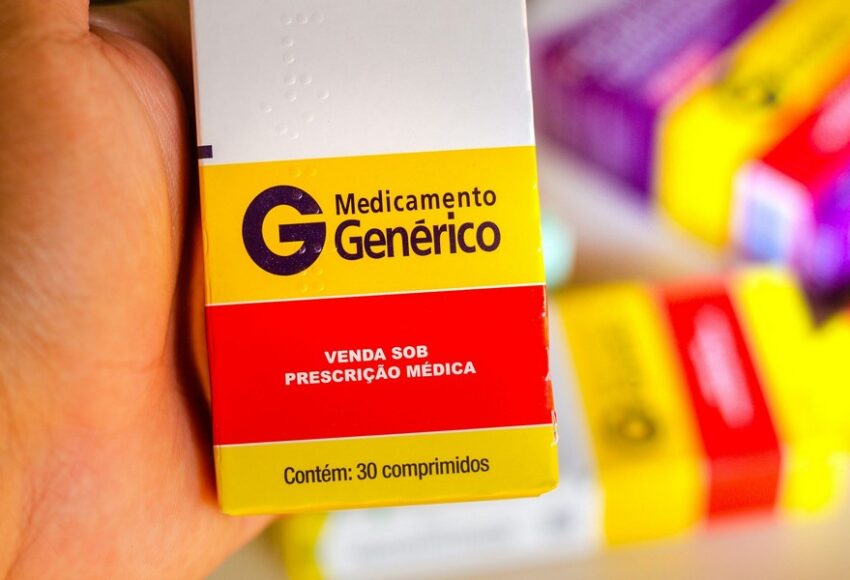 G Medicamento
Genérico
VENDA SOB
PRESCRIÇÃO MÉDICA
Contém: 30 comprimidos